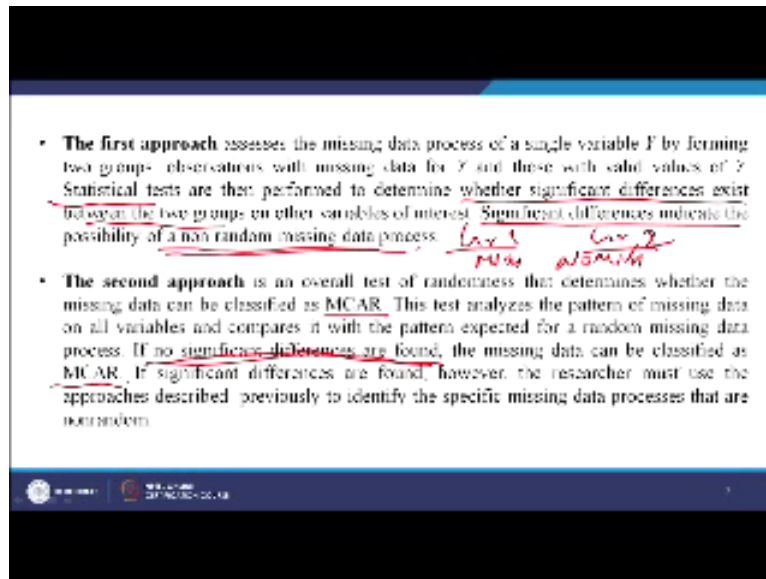 • The first approach assesses the missing data process of a single variable Y by forming
two groups observations with missing data for Y and those with valid values of Y.
Statistical tests are then performed to determine whether significant differences exist
between the two groups on other variables of interest. Significant differences indicate the
possibility of a non random missing data process.
• The second approach is an overall test of randomness that determines whether the
missing data can be classified as MCAR. This test analyzes the pattern of missing data
on all variables and compares it with the pattern expected for a random missing data
process. If no significant differences are found, the missing data can be classified as
MCAR. If significant differences are found, however, the researcher must use the
approaches described previously to identify the specific missing data processes that are
nonrandom
CERTIFICATION COURSE